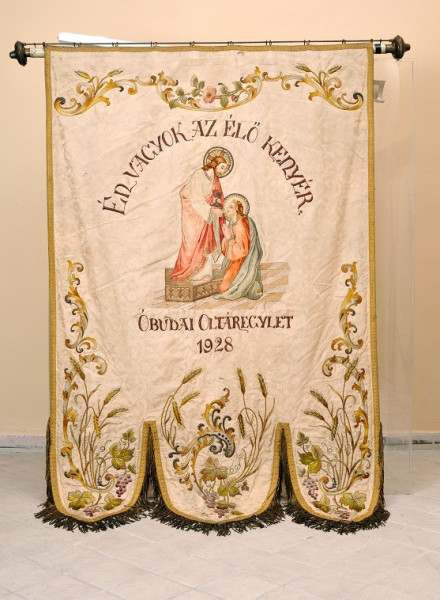 ÉN VAGYOK AZ ÉLŐ KENYÉR.
ÓBUDAI OLTÁREGYLET
1928